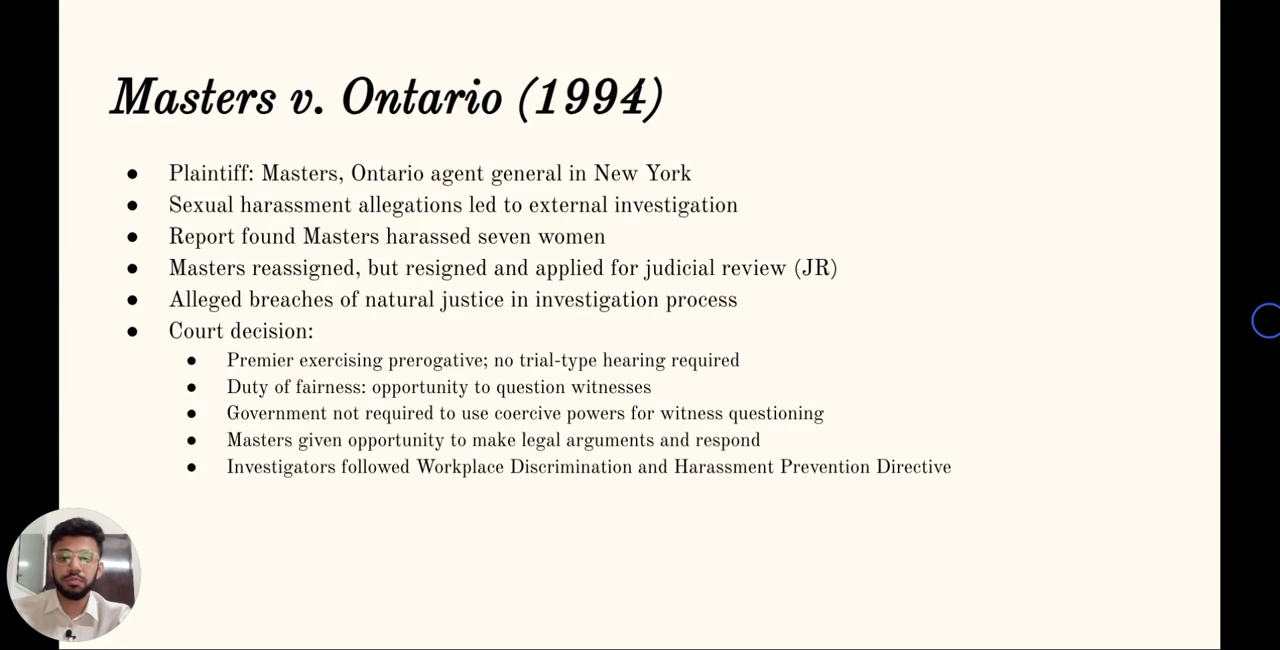 Masters v. Ontario (1994)
● Plaintiff: Masters, Ontario agent general in New York
● Sexual harassment allegations led to external investigation
● Report found Masters harassed seven women
● Masters reassigned, but resigned and applied for judicial review (JR)
● Alleged breaches of natural justice in investigation process
● Court decision:
● Premier exercising prerogative; no trial-type hearing required
● Duty of fairness: opportunity to question witnesses
● Government not required to use coercive powers for witness questioning
● Masters given opportunity to make legal arguments and respond
● Investigators followed Workplace Discrimination and Harassment Prevention Directive